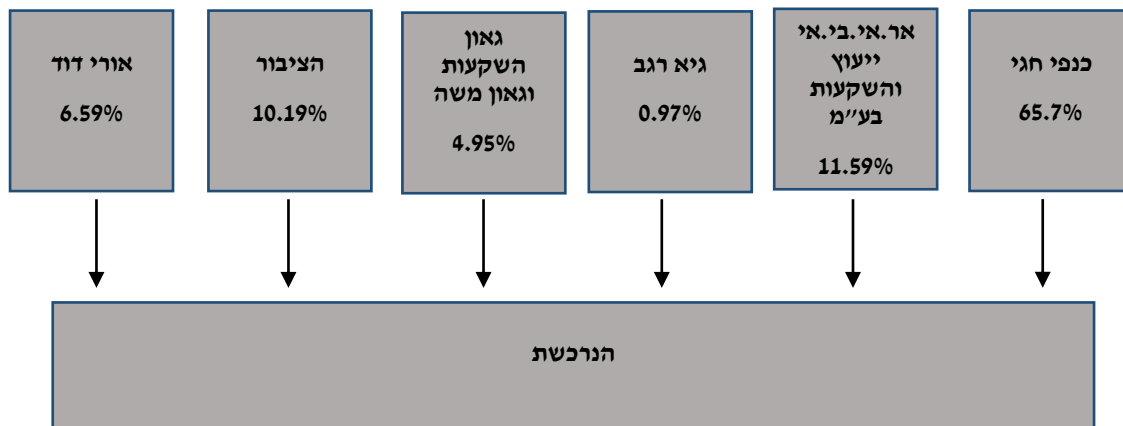 כנפי חגי
65.7%
אר.אי.בי.אי
ייעוץ
והשקעות
בע"מ
11.59%
גיא רגב
0.97%
גאון
השקעות
וגאון משה
4.95%
הציבור
10.19%
אורי דוד
6.59%
הנרכשת